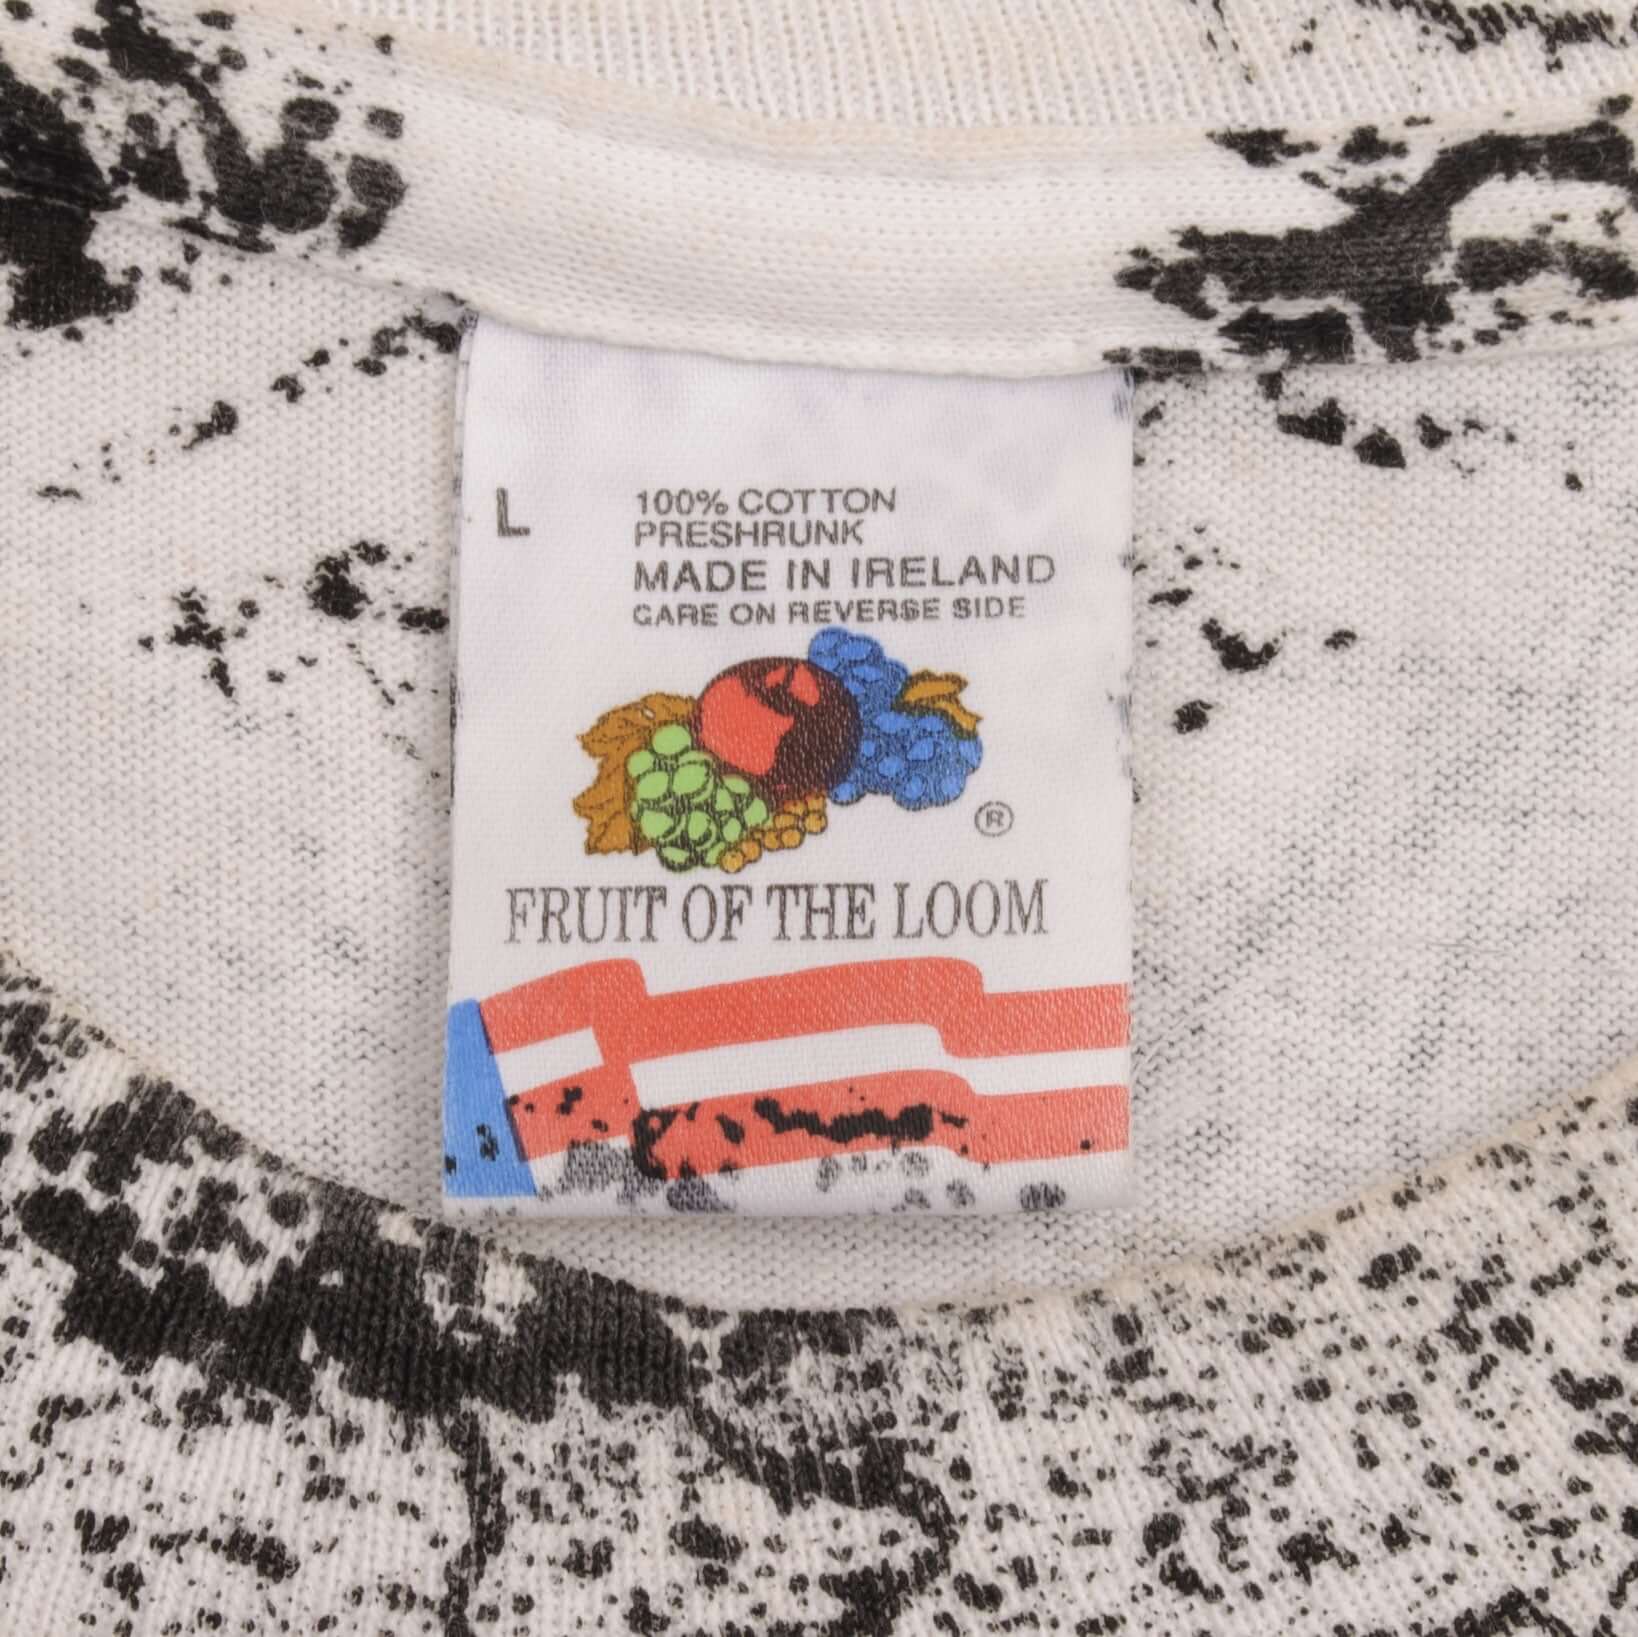 L
100% COTTON
PRESHRUNK
MADE IN IRELAND
CARE ON REVERSE SIDE
®
FRUIT OF THE LOOM